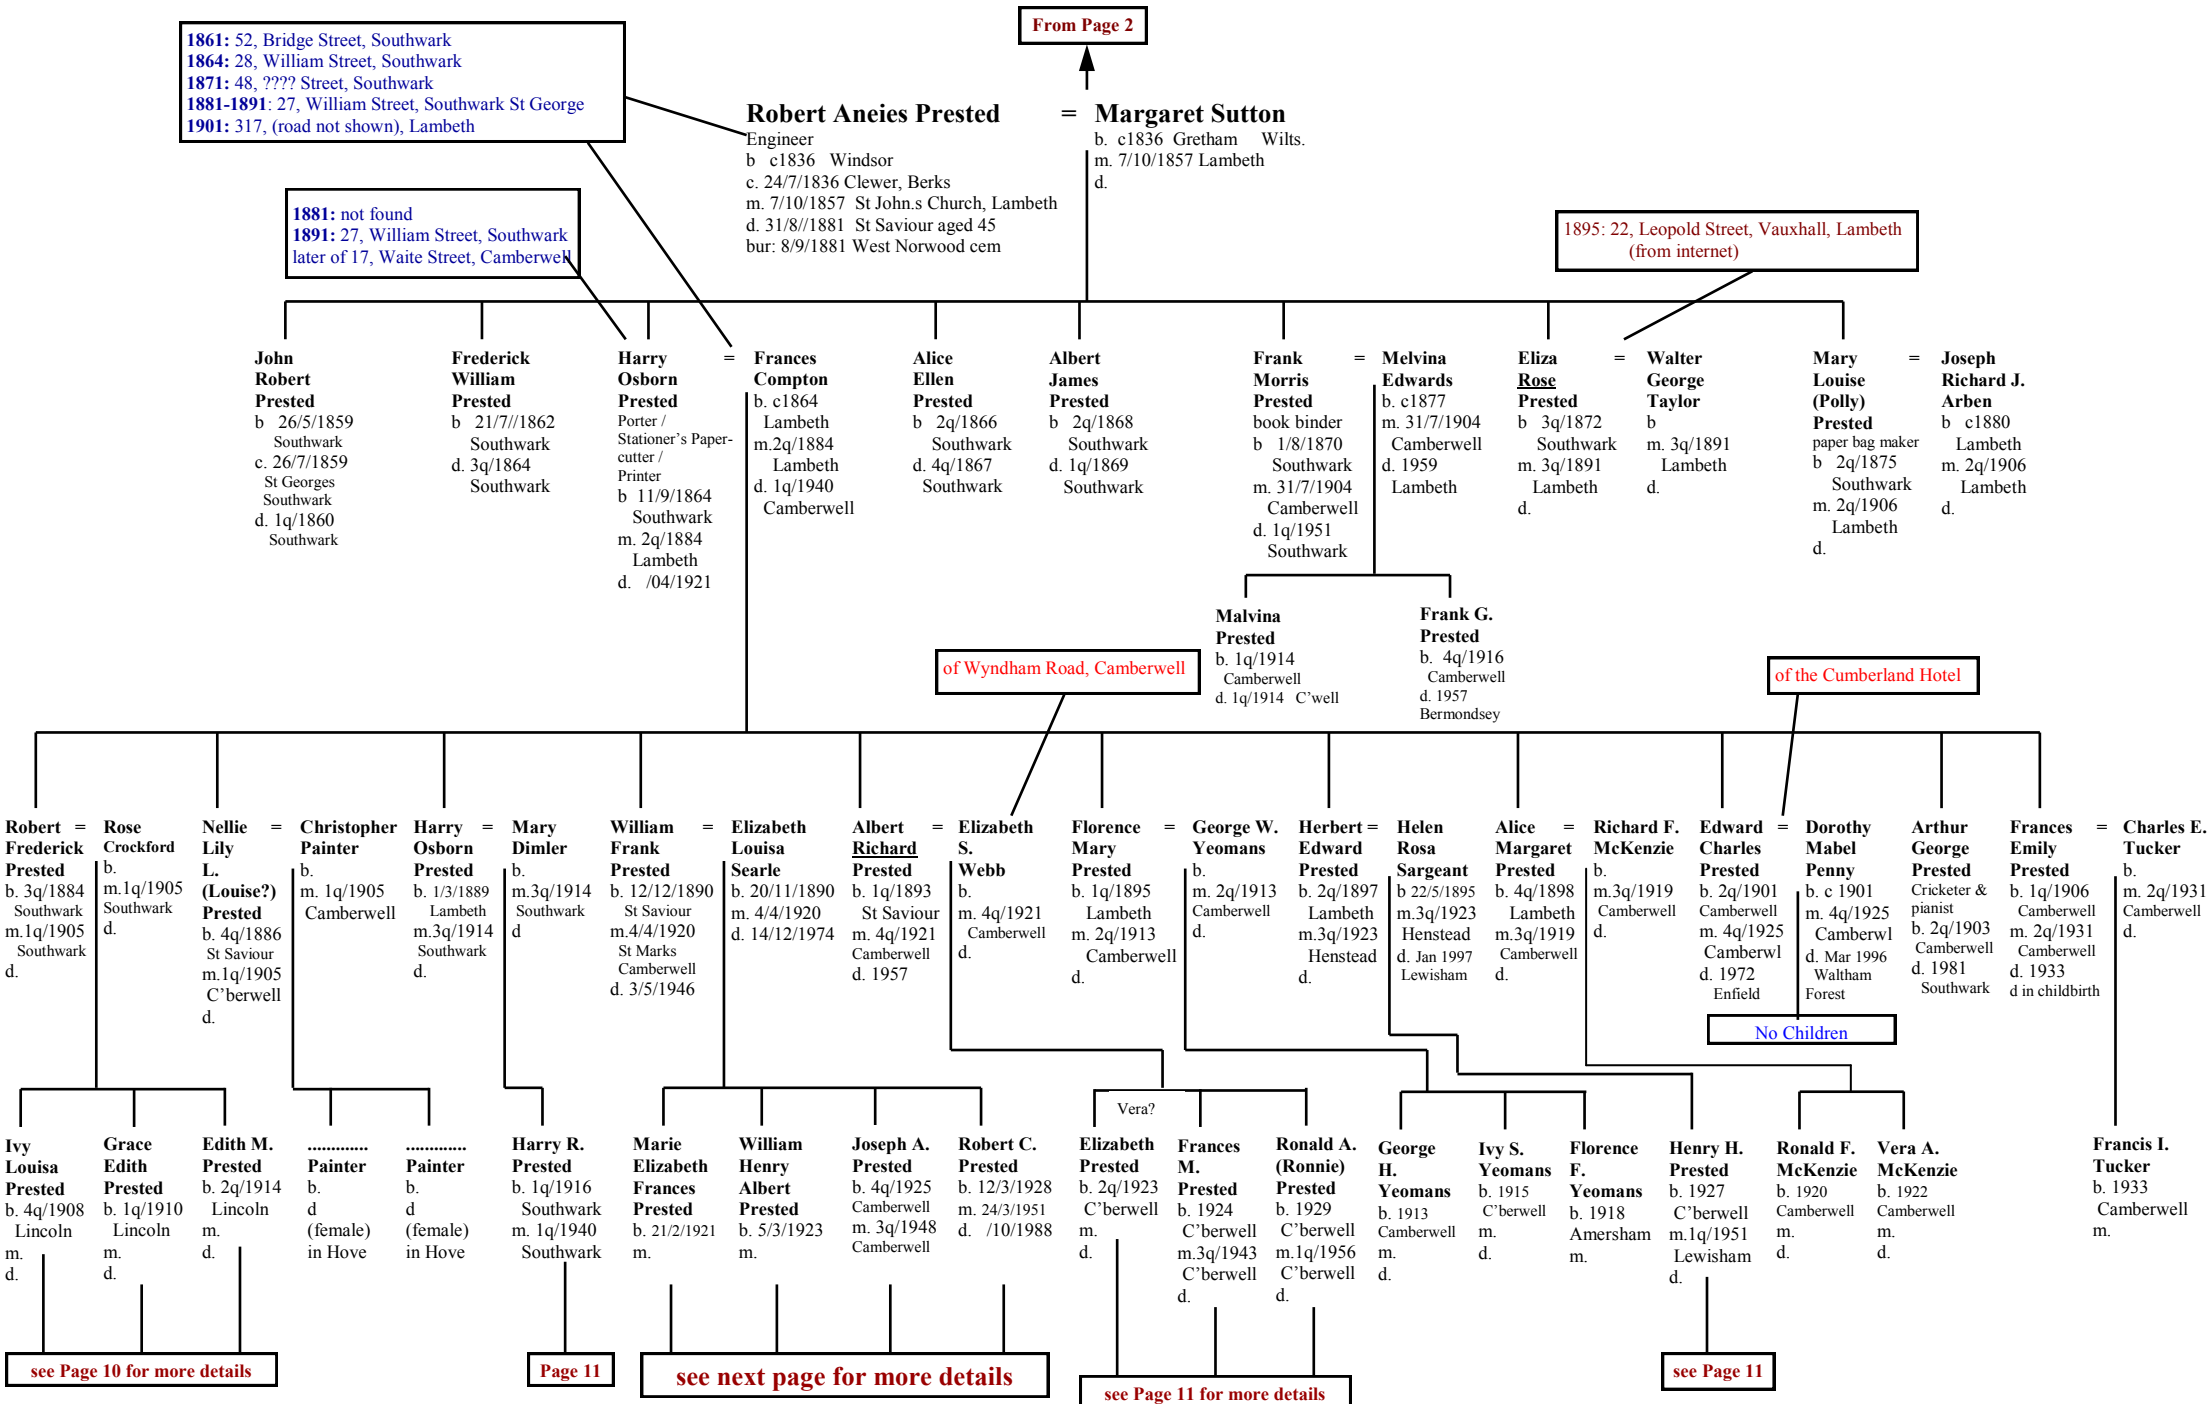 From Page 2
1861: 52, Bridge Street, Southwark
1864: 28, William Street, Southwark
1871: 48, ???? Street, Southwark
1881-1891: 27, William Street, Southwark St George
1901: 317, (road not shown), Lambeth
Robert Aneies Prested
Engineer
b c1836 Windsor
c. 24/7/1836 Clewer, Berks
m. 7/10/1857 St John.s Church, Lambeth
d. 31/8//1881 St Saviour aged 45
bur: 8/9/1881 West Norwood cem
=
Margaret Sutton
b. c1836 Gretham Wilts.
m. 7/10/1857 Lambeth
d.
1881: not found
1891: 27, William Street, Southwark
later of 17, Waite Street, Camberwell
1895: 22, Leopold Street, Vauxhall, Lambeth
(from internet)
John
Robert
Prested
b 26/5/1859
Southwark
c. 26/7/1859
St Georges
Southwark
d. 1q/1860
Southwark
Frederick
William
Prested
b 21/7//1862
Southwark
d. 3q/1864
Southwark
Harry
Osborn
Prested
Porter /
Stationer's Paper-
cutter /
Printer
b 11/9/1864
Southwark
m. 2q/1884
Lambeth
d. /04/1921
=
Frances
Compton
b. c1864
Lambeth
m.2q/1884
Lambeth
d. 1q/1940
Camberwell
Alice
Ellen
Prested
b 2q/1866
Southwark
d. 4q/1867
Southwark
Albert
James
Prested
b 2q/1868
Southwark
d. 1q/1869
Southwark
Frank
Morris
Prested
book binder
b 1/8/1870
Southwark
m. 31/7/1904
Camberwell
d. 1q/1951
Southwark
=
Melvina
Edwards
b. c1877
m. 31/7/1904
Camberwell
d. 1959
Lambeth
Eliza
Rose
Prested
b 3q/1872
Southwark
m. 3q/1891
Lambeth
d.
=
Walter
George
Taylor
b
m. 3q/1891
Lambeth
d.
Mary
Louise
(Polly)
Prested
paper bag maker
b 2q/1875
Southwark
m. 2q/1906
Lambeth
d.
=
Joseph
Richard J.
Arben
b c1880
Lambeth
m. 2q/1906
Lambeth
d.
Malvina
Prested
b. 1q/1914
Camberwell
d. 1q/1914 C'well
Frank G.
Prested
b. 4q/1916
Camberwell
d. 1957
Bermondsey
of Wyndham Road, Camberwell
of the Cumberland Hotel
Robert
Frederick
Prested
b. 3q/1884
Southwark
m.1q/1905
Southwark
d.
=
Rose
Crockford
b.
m.1q/1905
Southwark
d.
Nellie
Lily
L.
(Louise?)
Prested
b. 4q/1886
St Saviour
m.1q/1905
C'berwell
d.
=
Christopher
Painter
b.
m. 1q/1905
Camberwell
Harry
Osborn
Prested
b. 1/3/1889
Lambeth
m.3q/1914
Southwark
d.
=
Mary
Dimler
b.
m.3q/1914
Southwark
d
William
Frank
Prested
b. 12/12/1890
St Saviour
m.4/4/1920
St Marks
Camberwell
d. 3/5/1946
=
Elizabeth
Louisa
Searle
b. 20/11/1890
m. 4/4/1920
d. 14/12/1974
Albert
Richard
Prested
b. 1q/1893
St Saviour
m. 4q/1921
Camberwell
d. 1957
=
Elizabeth
S.
Webb
b.
m. 4q/1921
Camberwell
d.
Florence
Mary
Prested
b. 1q/1895
Lambeth
m. 2q/1913
Camberwell
d.
=
George W.
Yeomans
b.
m. 2q/1913
Camberwell
d.
Herbert
Edward
Prested
b. 2q/1897
Lambeth
m.3q/1923
Henstead
d.
=
Helen
Rosa
Sargeant
b 22/5/1895
m.3q/1923
Henstead
d. Jan 1997
Lewisham
Alice
Margaret
Prested
b. 4q/1898
Lambeth
m.3q/1919
Camberwell
d.
=
Richard F.
McKenzie
b.
m.3q/1919
Camberwell
d.
Edward
Charles
Prested
b. 2q/1901
Camberwell
m. 4q/1925
Camberwl
d. 1972
Enfield
=
Dorothy
Mabel
Penny
b. c 1901
m. 4q/1925
Camberwl
d. Mar 1996
Waltham
Forest
No Children
Arthur
George
Prested
Cricketer &
pianist
b. 2q/1903
Camberwell
d. 1981
Southwark
Frances
Emily
Prested
b. 1q/1906
Camberwell
m. 2q/1931
Camberwell
d. 1933
d in childbirth
=
Charles E.
Tucker
b.
m. 2q/1931
Camberwell
d.
Ivy
Louisa
Prested
b. 4q/1908
Lincoln
m.
d.
Grace
Edith
Prested
b. 1q/1910
Lincoln
m.
d.
Edith M.
Prested
b. 2q/1914
Lincoln
m.
d.
.............
Painter
b.
d
(female)
in Hove
.............
Painter
b.
d
(female)
in Hove
Harry R.
Prested
b. 1q/1916
Southwark
m. 1q/1940
Southwark
Marie
Elizabeth
Frances
Prested
b. 21/2/1921
m.
William
Henry
Albert
Prested
b. 5/3/1923
m.
Joseph A.
Prested
b. 4q/1925
Camberwell
m. 3q/1948
Camberwell
Robert C.
Prested
b. 12/3/1928
m. 24/3/1951
d. /10/1988
Vera?
Elizabeth
Prested
b. 2q/1923
C'berwell
m.
d.
Frances
M.
Prested
b. 1924
C'berwell
m.3q/1943
C'berwell
d.
Ronald A.
(Ronnie)
Prested
b. 1929
C'berwell
m.1q/1956
C'berwell
d.
George
H.
Yeomans
b. 1913
Camberwell
m.
d.
Ivy S.
Yeomans
b. 1915
C'berwell
m.
d.
Florence
F.
Yeomans
b. 1918
Amersham
m.
Henry H.
Prested
b. 1927
C'berwell
m.1q/1951
Lewisham
d.
Ronald F.
McKenzie
b. 1920
Camberwell
m.
d.
Vera A.
McKenzie
b. 1922
Camberwell
m.
d.
Francis I.
Tucker
b. 1933
Camberwell
m.
see Page 10 for more details
Page 11
see next page for more details
see Page 11 for more details
see Page 11